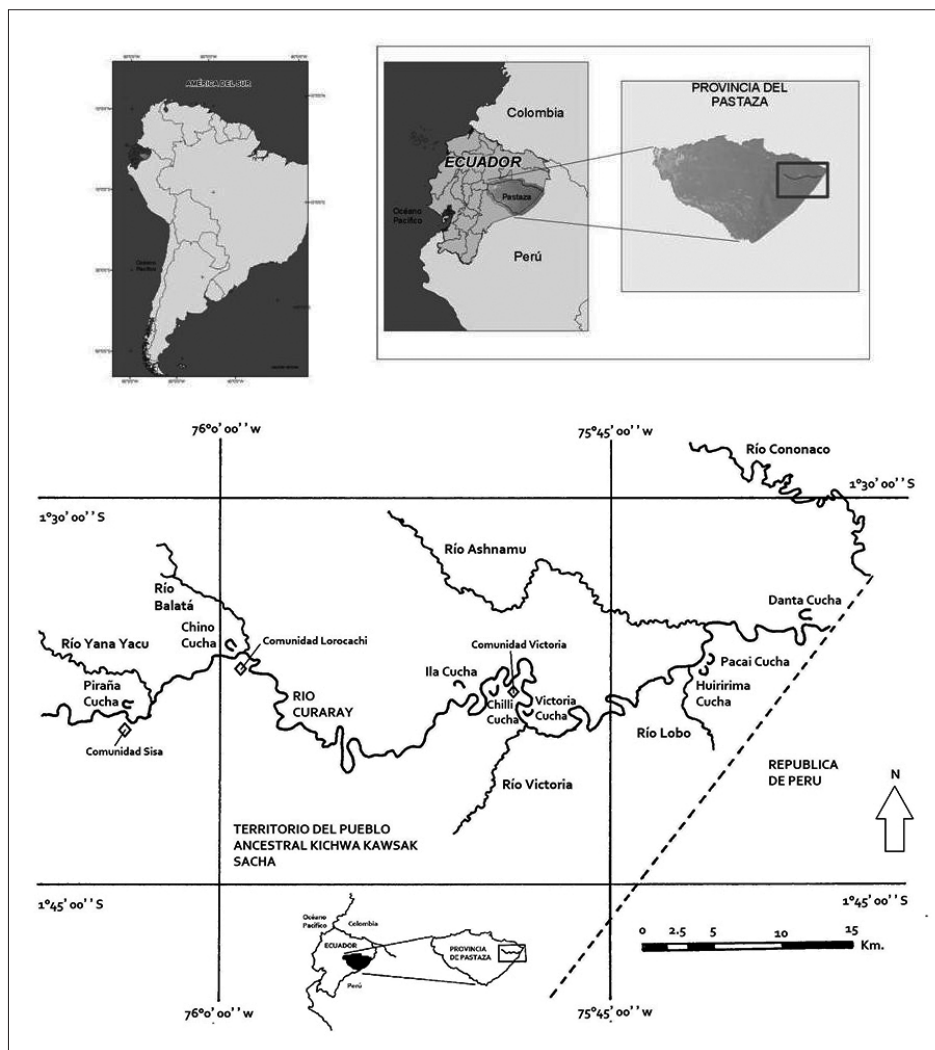 AMÉRICA DEL SUR
Océano
Pacífico
Colombia
ECUADOR
Pastaza
Océano
Pacífico
Perú
PROVINCIA DEL
PASTAZA
76°0' 00'' W
75°45' 00'' W
Río Cononaco
1°30' 00'' S
1°30' 00'' S
Río Ashnamu
Río
Balatá
Danta Cucha
Chino
Cucha
Comunidad Lorocachi
Río Yana Yacu
Comunidad Victoria
Pacai Cucha
Ila Cucha
Piraña
Cucha
RIO
CURARAY
Chilli
Cucha
Victoria
Cucha
Huiririma
Cucha
Comunidad Sisa
Río Lobo
Río Victoria
REPUBLICA
DE PERU
N
TERRITORIO DEL PUEBLO
ANCESTRAL KICHWA KAWSAK
SACHA
1°45' 00'' S
1°45' 00'' S
Océano
Pacífico
Colombia
ECUADOR
PROVINCIA
DE PASTAZA
Perú
0 2.5 5 10 15
Km.
76°0' 00'' W
75°45' 00'' W